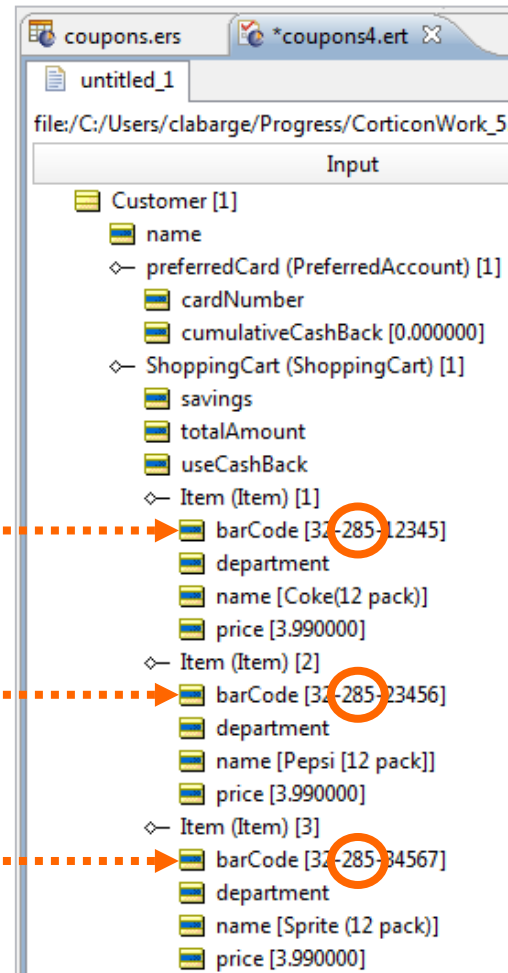 coupons.ers *coupons4.ert
untitled_1
file:/C:/Users/clabarge/Progress/CorticonWork_5
Input
Customer [1]
name
preferredCard (PreferredAccount) [1]
cardNumber
cumulativeCashBack [0.000000]
ShoppingCart (ShoppingCart) [1]
savings
totalAmount
useCashBack
Item (Item) [1]
barCode [32-285-12345]
department
name [Coke(12 pack)]
price [3.990000]
Item (Item) [2]
barCode [32-285-23456]
department
name [Pepsi [12 pack]]
price [3.990000]
Item (Item) [3]
barCode [32-285-34567]
department
name [Sprite (12 pack)]
price [3.990000]